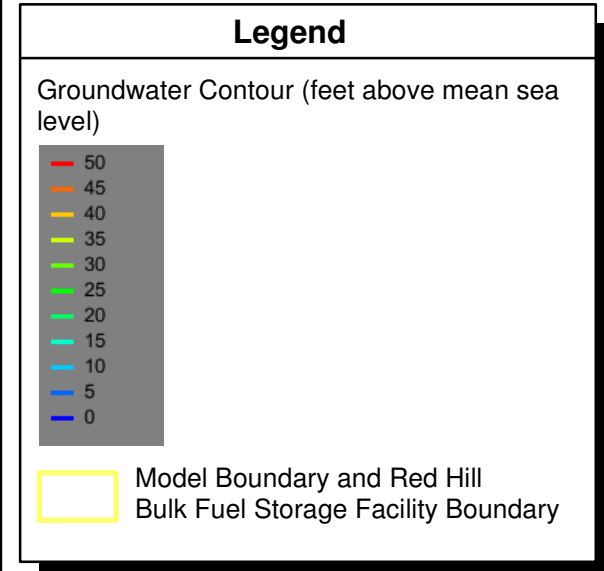 Legend
Groundwater Contour (feet above mean sea
level)
50
45
40
35
30
25
20
15
10
5
0
Model Boundary and Red Hill
Bulk Fuel Storage Facility Boundary